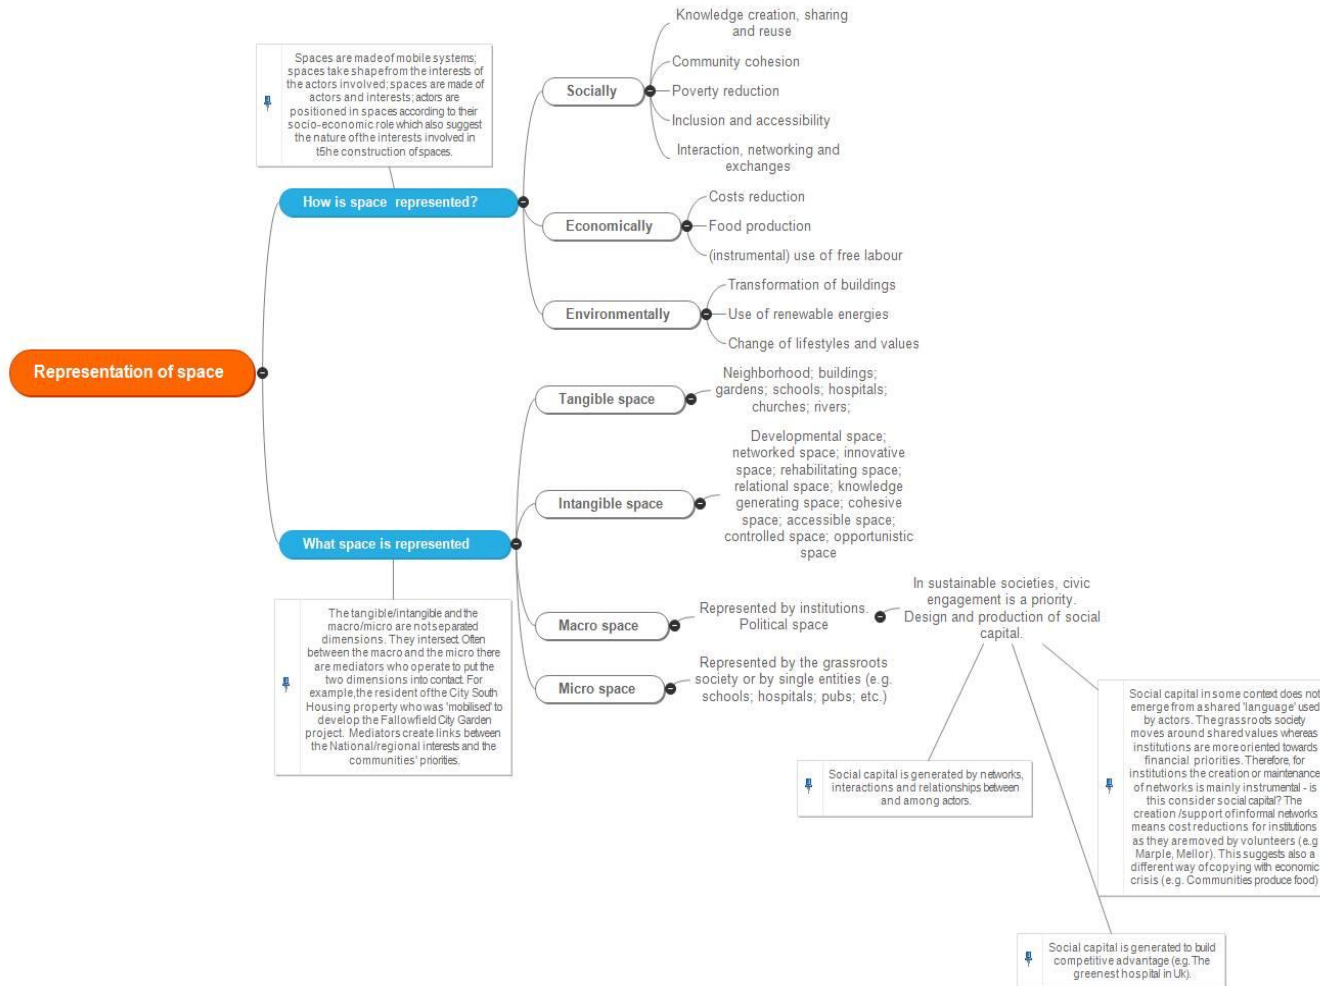 Representation of space
How is space represented?
Spaces are made of mobile systems;
spaces take shape from the interests of
the actors involved; spaces are made of
actors and interests; actors are
positioned in spaces according to their
socio-economic role which also suggest
the nature of the interests involved in
t5he construction of spaces.
Socially
Knowledge creation, sharing
and reuse
Community cohesion
Poverty reduction
Inclusion and accessibility
Interaction, networking and
exchanges
Economically
Costs reduction
Food production
(instrumental) use of free labour
Environmentally
Transformation of buildings
Use of renewable energies
Change of lifestyles and values
What space is represented
The tangible/intangible and the
macro/micro are not separated
dimensions. They intersect. Often
between the macro and the micro there
are mediators who operate to put the
two dimensions into contact. For
example, the resident of the City South
Housing property who was 'mobilised' to
develop the Fallowfield City Garden
project. Mediators create links between
the National/regional interests and the
communities' priorities.
Tangible space
Neighborhood; buildings;
gardens; schools; hospitals;
churches; rivers;
Intangible space
Developmental space;
networked space; innovative
space; rehabilitating space;
relational space; knowledge
generating space; cohesive
space; accessible space;
controlled space; opportunistic
space
Macro space
Represented by institutions.
Political space
In sustainable societies, civic
engagement is a priority.
Design and production of social
capital.
Social capital is generated by networks,
interactions and relationships between
and among actors.
Social capital in some context does not
emerge from a shared 'language' used
by actors. The grassroots society
moves around shared values whereas
institutions are more oriented towards
financial priorities. Therefore, for
institutions the creation or maintenance
of networks is mainly instrumental - is
this consider social capital? The
creation /support of informal networks
means cost reductions for institutions
as they are moved by volunteers (e.g
Marple, Mellor). This suggests also a
different way of copying with economic
crisis (e.g. Communities produce food)
Social capital is generated to build
competitive advantage (e.g. The
greenest hospital in Uk).
Micro space
Represented by the grassroots
society or by single entities (e.g.
schools; hospitals; pubs; etc.)